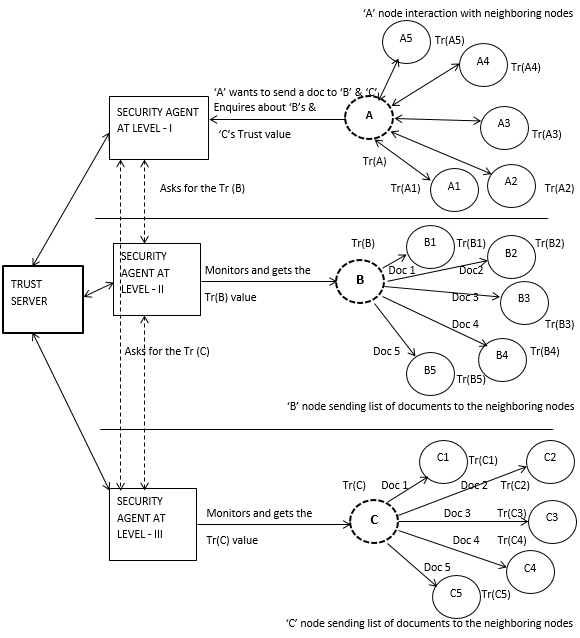 ‘A’ node interaction with neighboring nodes
A5
Tr(A5)
A4
Tr(A4)
‘A’ wants to send a doc to ‘B’ & ‘C’.
Enquires about ‘B’s &
SECURITY AGENT
AT LEVEL - I
A
A3
Tr(A3)
‘C’s Trust value
Tr(A)
Asks for the Tr (B)
Tr(A1)
A1
A2
Tr(A2)
Tr(B)
B1
Tr(B1)
Tr(B2)
B2
SECURITY
AGENT AT
LEVEL - II
Monitors and gets the
Tr(B) value
B
Doc 1
Doc2
TRUST
SERVER
Doc 3
B3
Tr(B3)
Doc 4
Asks for the Tr (C)
Doc 5
B4
Tr(B4)
B5
Tr(B5)
‘B’ node sending list of documents to the neighboring nodes
C1
Tr(C1)
C2
Tr(C)
Doc 1
Doc 2
Tr(C2)
SECURITY
AGENT AT
LEVEL - III
Monitors and gets the
Tr(C) value
C
Doc 3
Tr(C3)
C3
Doc 4
Tr(C4)
Doc 5
C4
C5
Tr(C5)
‘C’ node sending list of documents to the neighboring nodes